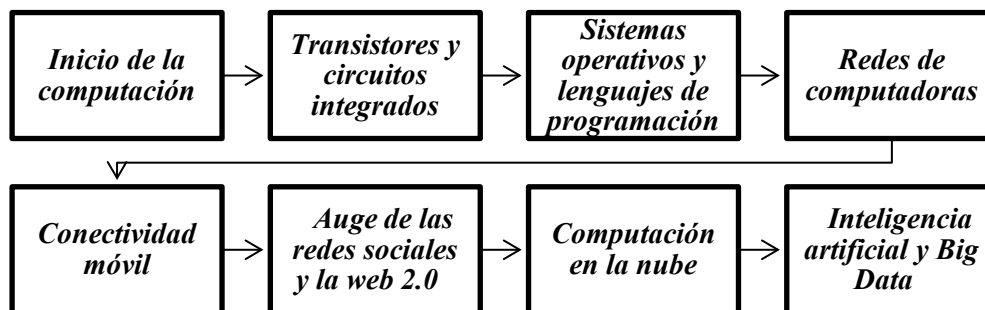 Inicio de la
computación
Transistores y
circuitos
integrados
Sistemas
operativos y
lenguajes de
programación
Redes de
computadoras
Conectividad
móvil
Auge de las
redes sociales
y la web 2.0
Computación
en la nube
Inteligencia
artificial y Big
Data